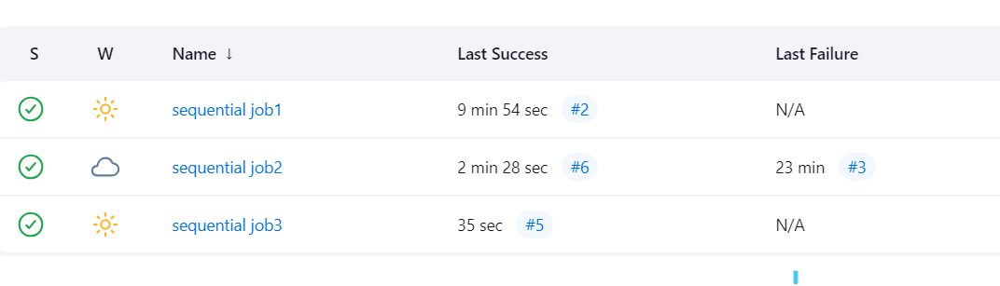 S W Name ↓ Last Success Last Failure
sequential job1 9 min 54 sec #2 N/A
sequential job2 2 min 28 sec #6 23 min #3
sequential job3 35 sec #5 N/A